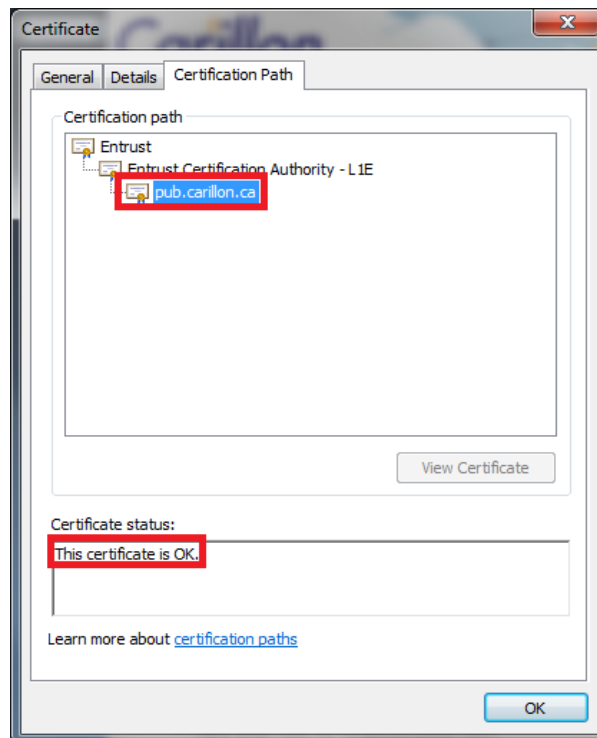 Certificate
Carillon
General Details Certification Path
Certification path
Entrust
Entrust Certification Authority - L1E
pub.carillon.ca
View Certificate
Certificate status:
This certificate is OK.
Learn more about certification paths
OK